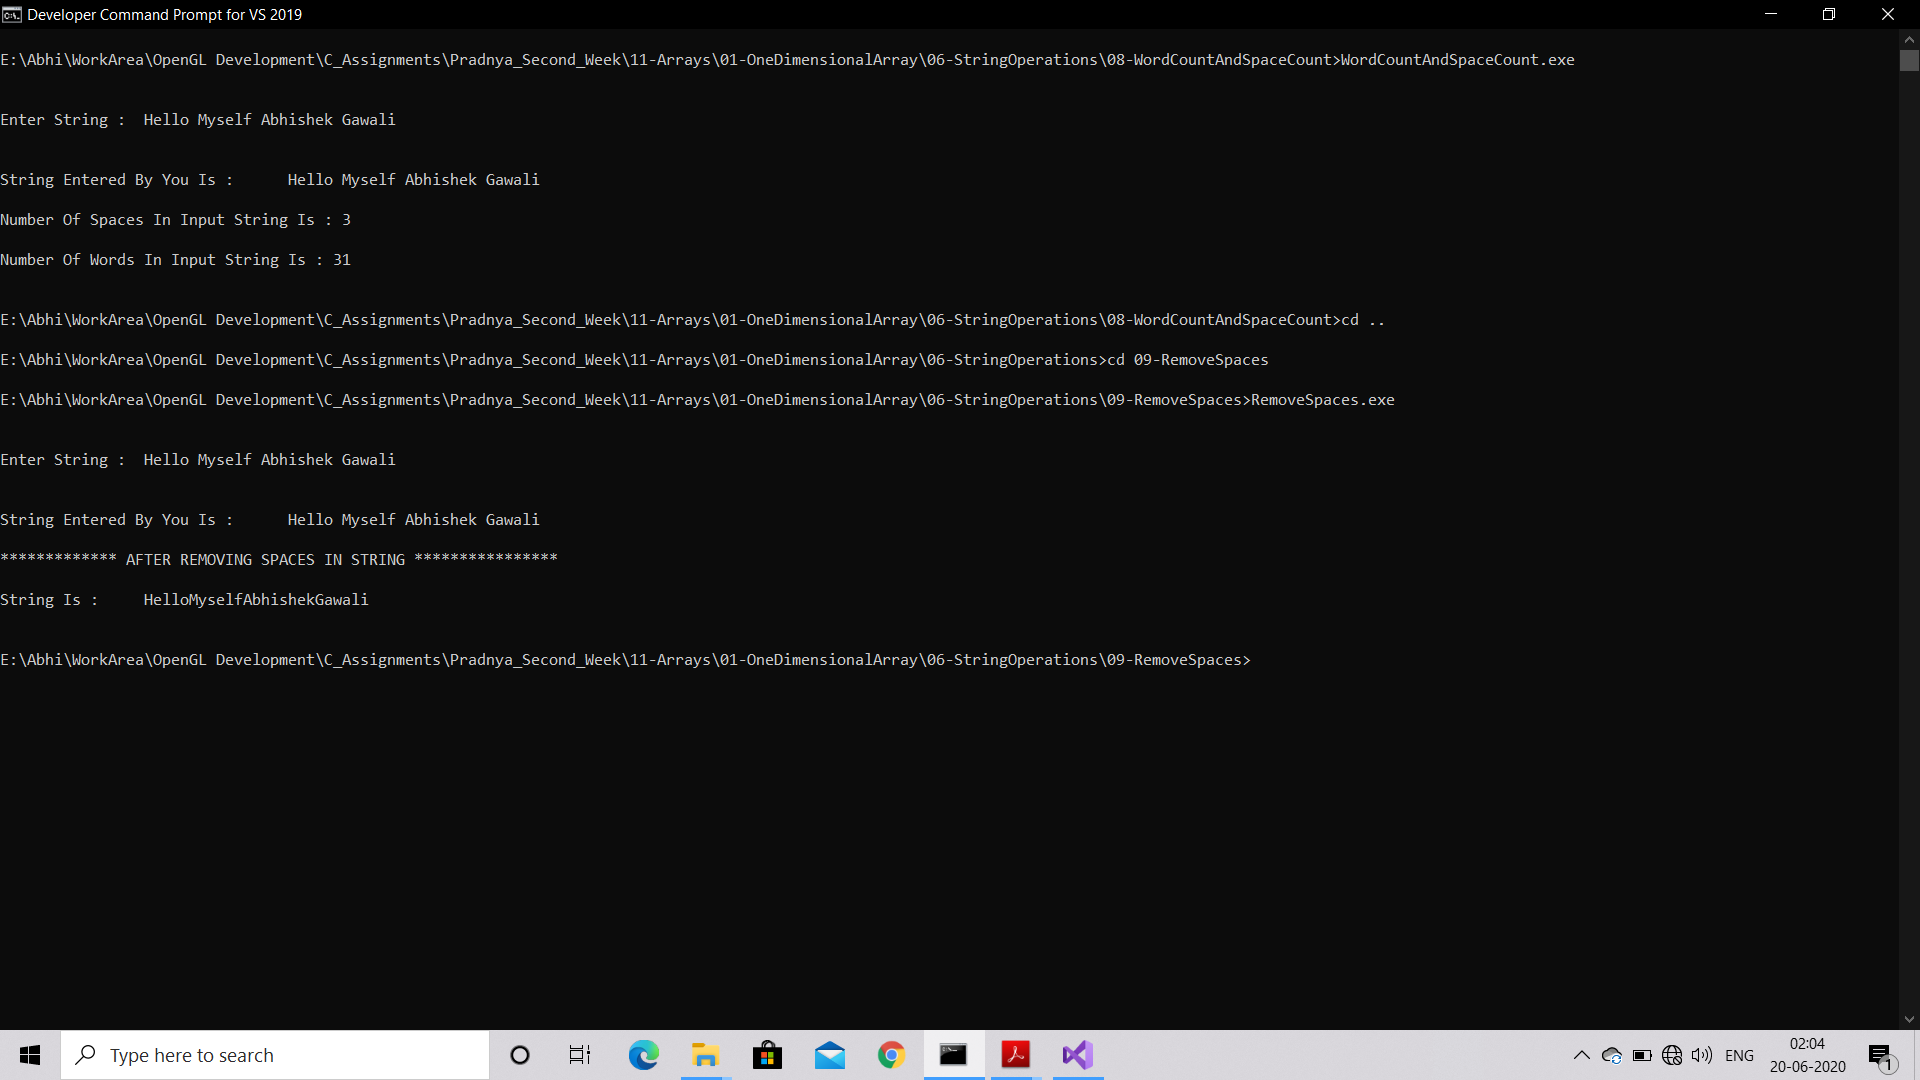 Developer Command Prompt for VS 2019
E:\Abhi\WorkArea\OpenGL Development\C_Assignments\Pradnya_Second_Week\11-Arrays\01-OneDimensionalArray\06-StringOperations\08-WordCountAndSpaceCount>WordCountAndSpaceCount.exe
Enter String :  Hello Myself Abhishek Gawali
String Entered By You Is :      Hello Myself Abhishek Gawali
Number Of Spaces In Input String Is : 3
Number Of Words In Input String Is : 31
E:\Abhi\WorkArea\OpenGL Development\C_Assignments\Pradnya_Second_Week\11-Arrays\01-OneDimensionalArray\06-StringOperations\08-WordCountAndSpaceCount>cd ..
E:\Abhi\WorkArea\OpenGL Development\C_Assignments\Pradnya_Second_Week\11-Arrays\01-OneDimensionalArray\06-StringOperations>cd 09-RemoveSpaces
E:\Abhi\WorkArea\OpenGL Development\C_Assignments\Pradnya_Second_Week\11-Arrays\01-OneDimensionalArray\06-StringOperations\09-RemoveSpaces>RemoveSpaces.exe
Enter String :  Hello Myself Abhishek Gawali
String Entered By You Is :      Hello Myself Abhishek Gawali
************* AFTER REMOVING SPACES IN STRING ****************
String Is :     HelloMyselfAbhishekGawali
E:\Abhi\WorkArea\OpenGL Development\C_Assignments\Pradnya_Second_Week\11-Arrays\01-OneDimensionalArray\06-StringOperations\09-RemoveSpaces>
Type here to search
ENG
02:04
20-06-2020
1